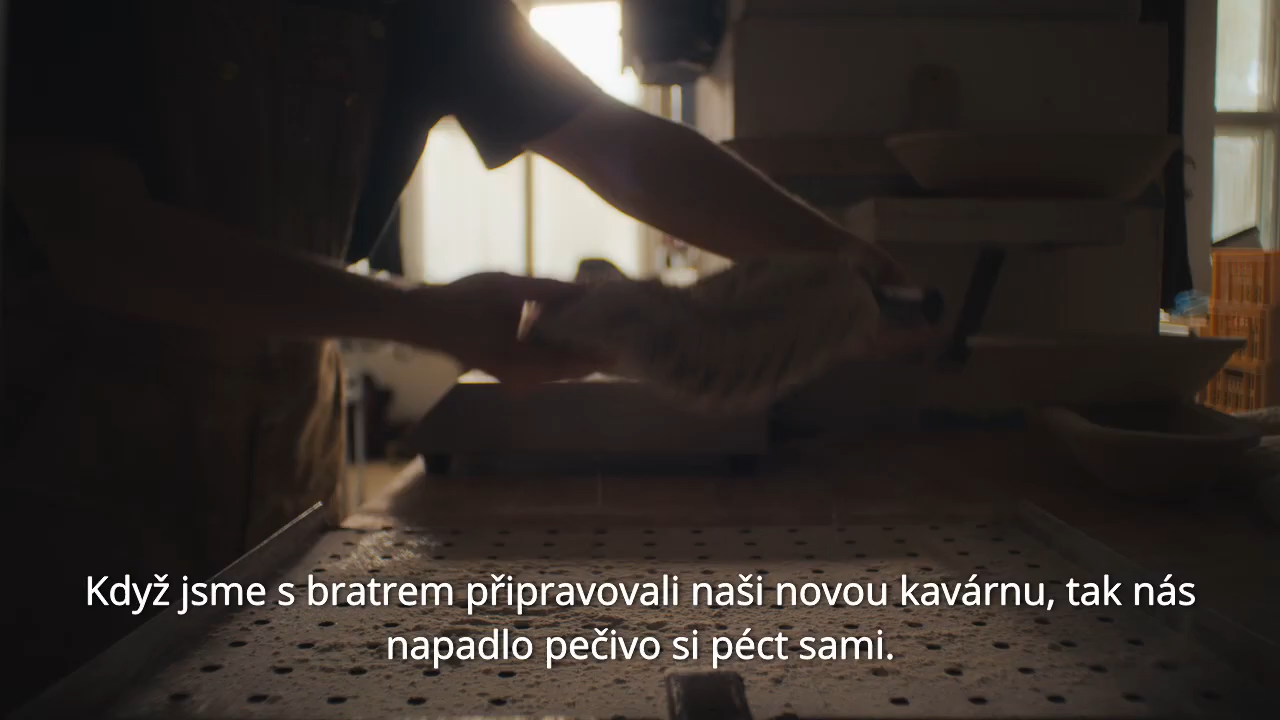 Když jsme s bratrem připravovali naši novou kavárnu, tak nás
napadlo pečivo si péct sami.